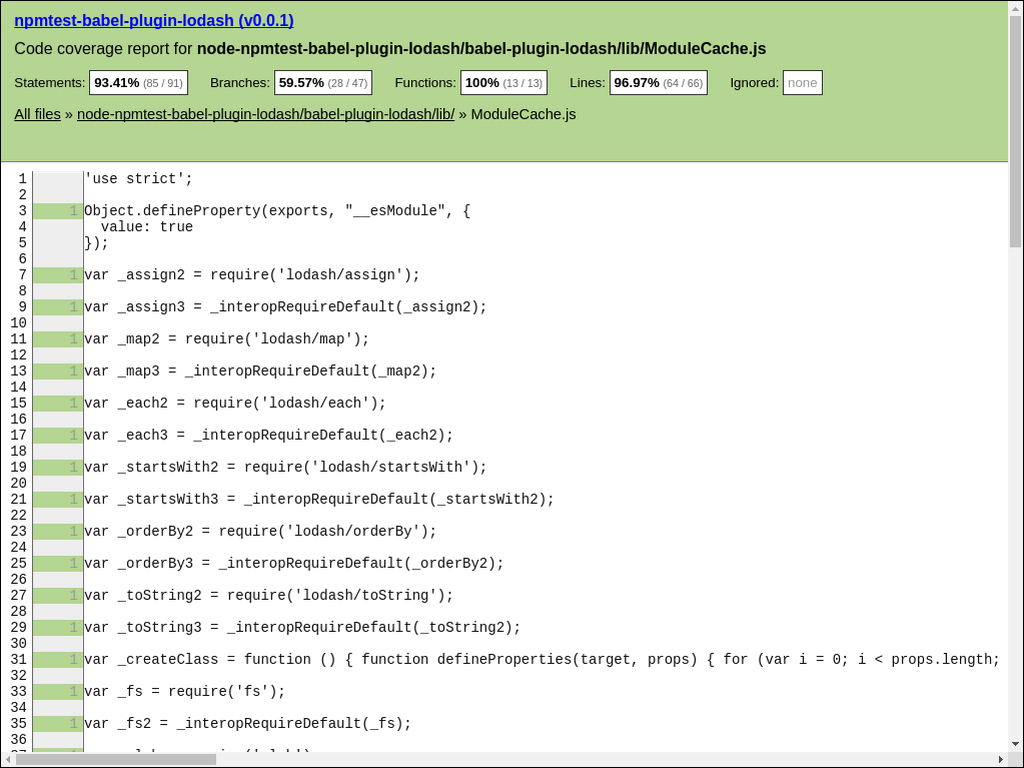 npmtest-babel-plugin-lodash (v0.0.1)
Code coverage report for node-npmtest-babel-plugin-lodash/babel-plugin-lodash/lib/ModuleCache.js
Statements: 93.41% (85 / 91) Branches: 59.57% (28 / 47) Functions: 100% (13 / 13) Lines: 96.97% (64 / 66) Ignored: none
All files » node-npmtest-babel-plugin-lodash/babel-plugin-lodash/lib/ » ModuleCache.js
1 'use strict';
2
3 1 Object.defineProperty(exports, "__esModule", {
4 value: true
5 });
6
7 1 var _assign2 = require('lodash/assign');
8
9 1 var _assign3 = _interopRequireDefault(_assign2);
10
11 1 var _map2 = require('lodash/map');
12
13 1 var _map3 = _interopRequireDefault(_map2);
14
15 1 var _each2 = require('lodash/each');
16
17 1 var _each3 = _interopRequireDefault(_each2);
18
19 1 var _startsWith2 = require('lodash/startsWith');
20
21 1 var _startsWith3 = _interopRequireDefault(_startsWith2);
22
23 1 var _orderBy2 = require('lodash/orderBy');
24
25 1 var _orderBy3 = _interopRequireDefault(_orderBy2);
26
27 1 var _toString2 = require('lodash/toString');
28
29 1 var _toString3 = _interopRequireDefault(_toString2);
30
31 1 var _createClass = function () { function defineProperties(target, props) { for (var i = 0; i < props.length;
32
33 1 var _fs = require('fs');
34
35 1 var _fs2 = _interopRequireDefault(_fs);
36